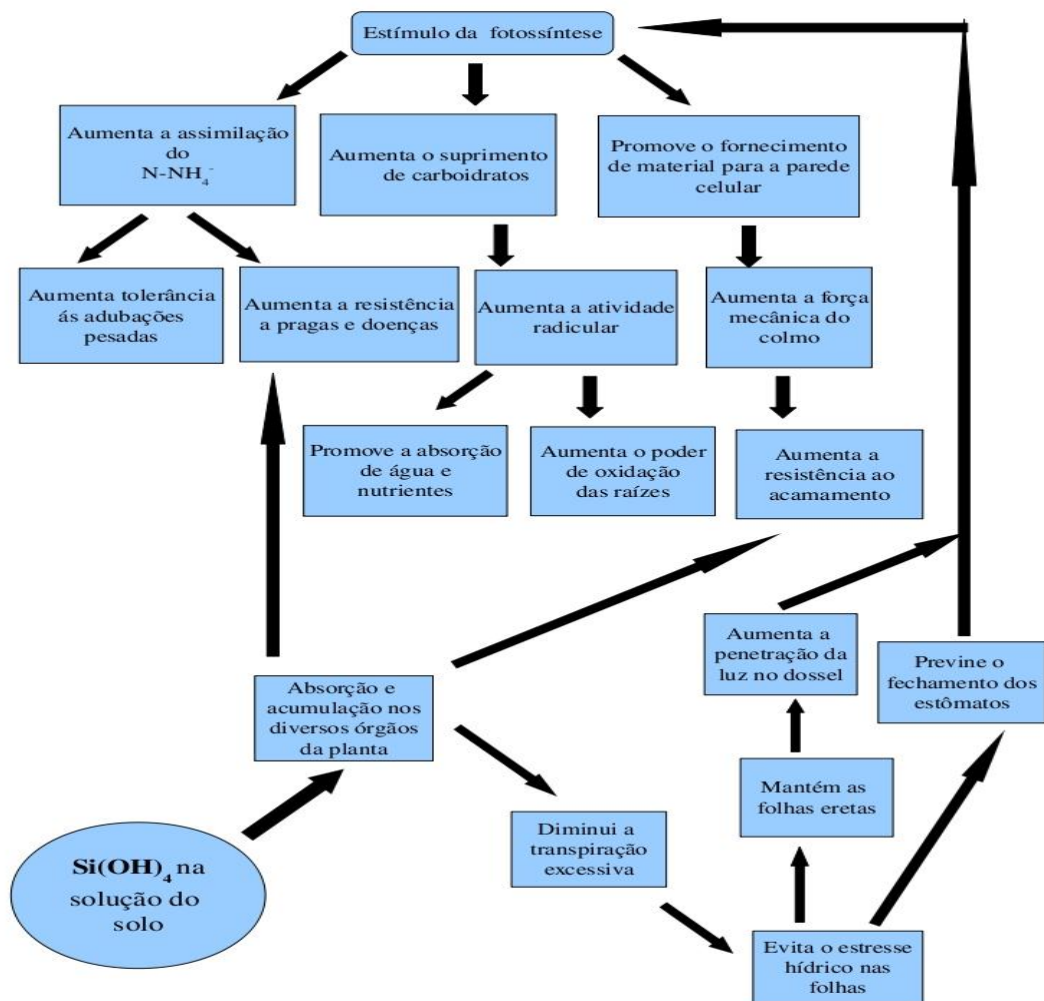 Estímulo da fotossíntese
Aumenta a assimilação
do
N-NH4-
Aumenta o suprimento
de carboidratos
Promove o fornecimento
de material para a parede
celular
Aumenta tolerância
ás adubações
pesadas
Aumenta a resistência
a pragas e doenças
Aumenta a atividade
radicular
Aumenta a força
mecânica do
colmo
Promove a absorção
de água e
nutrientes
Aumenta o poder
de oxidação
das raízes
Aumenta a
resistência ao
acamamento
Aumenta a
penetração da
luz no dossel
Previne o
fechamento dos
estômatos
Absorção e
acumulação nos
diversos órgãos
da planta
Mantém as
folhas eretas
Diminui a
transpiração
excessiva
Si(OH)4 na
solução do
solo
Evita o estresse
hídrico nas
folhas